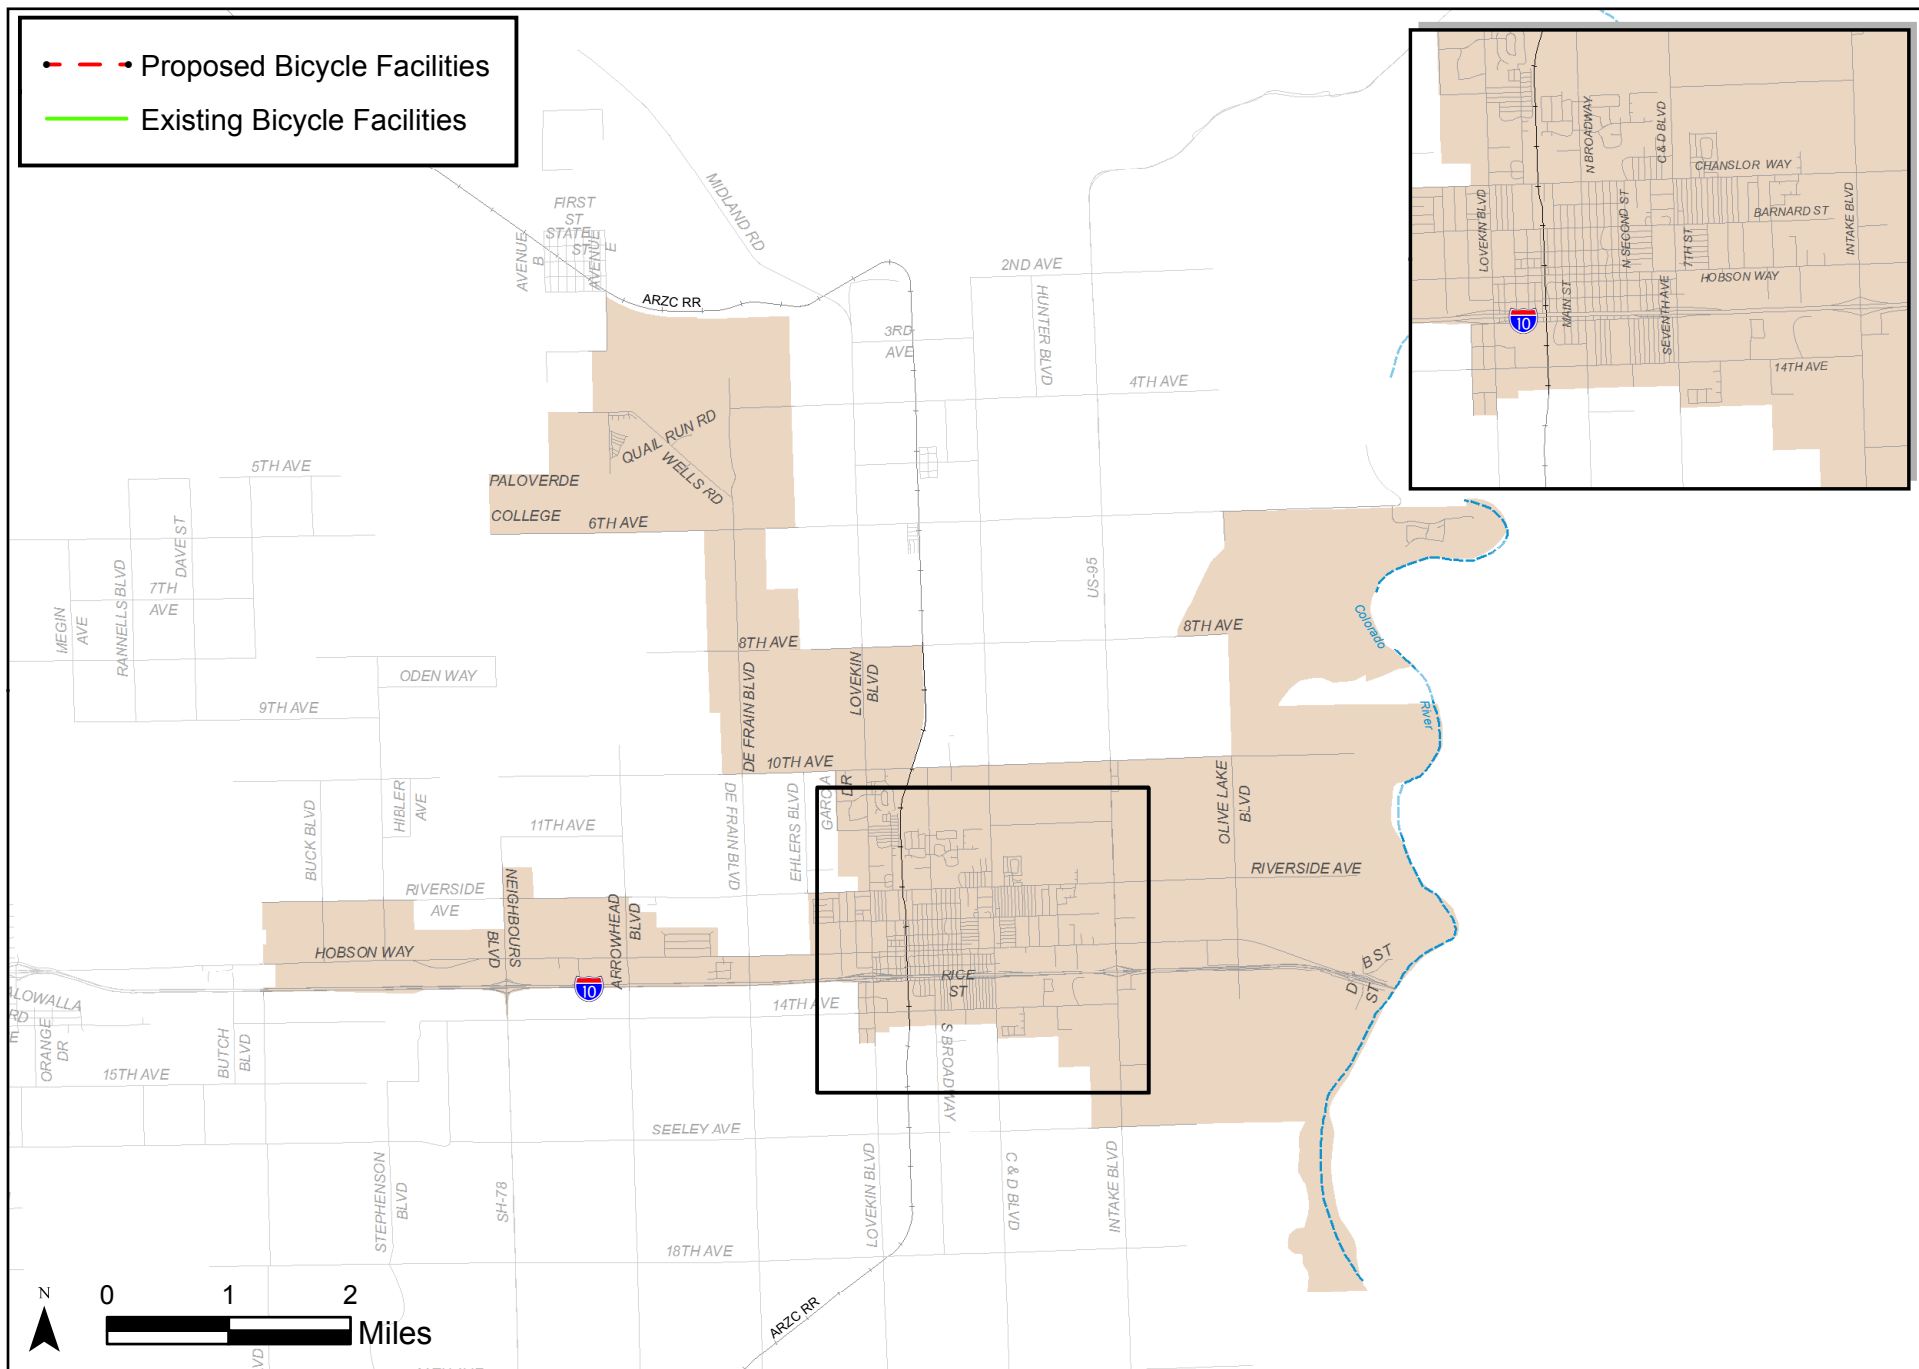 Proposed Bicycle Facilities
Existing Bicycle Facilities
N BROADWAY
C & D BLVD
CHANSLOR WAY
LOVEKIN BLVD
N SECOND ST
7TH ST
BARNARD ST
INTAKE BLVD
HOBSON WAY
MAIN ST
SEVENTH AVE
10
14TH AVE
MIDLAND RD
FIRST
ST
STATE
ST
AVENUE
B
AVENUE
E
ARZC RR
2ND AVE
HUNTER BLVD
3RD
AVE
4TH AVE
QUAIL RUN RD
WELLS RD
5TH AVE
PALOVERDE
COLLEGE
6TH AVE
DAVE ST
RANNELLS BLVD
7TH
AVE
MEGIN
AVE
US-95
8TH AVE
8TH AVE
Colorado
River
ODEN WAY
9TH AVE
LOVEKIN
BLVD
DE FRAIN BLVD
10TH AVE
BUCK BLVD
HIBLER
AVE
11TH AVE
DE FRAIN BLVD
EHLERS BLVD
GARCIA
DR
OLIVE LAKE
BLVD
RIVERSIDE AVE
RIVERSIDE
AVE
NEIGHBOURS
BLVD
ARROWHEAD
BLVD
HOBSON WAY
10
RICE
ST
B ST
D
ST
14TH AVE
ALOWALLA
RD
E
ORANGE
DR
BUTCH
BLVD
15TH AVE
S BROADWAY
SEELEY AVE
STEPHENSON
BLVD
SH-78
LOVEKIN BLVD
C & D BLVD
INTAKE BLVD
18TH AVE
ARZC RR
N
0 1 2
Miles
VD